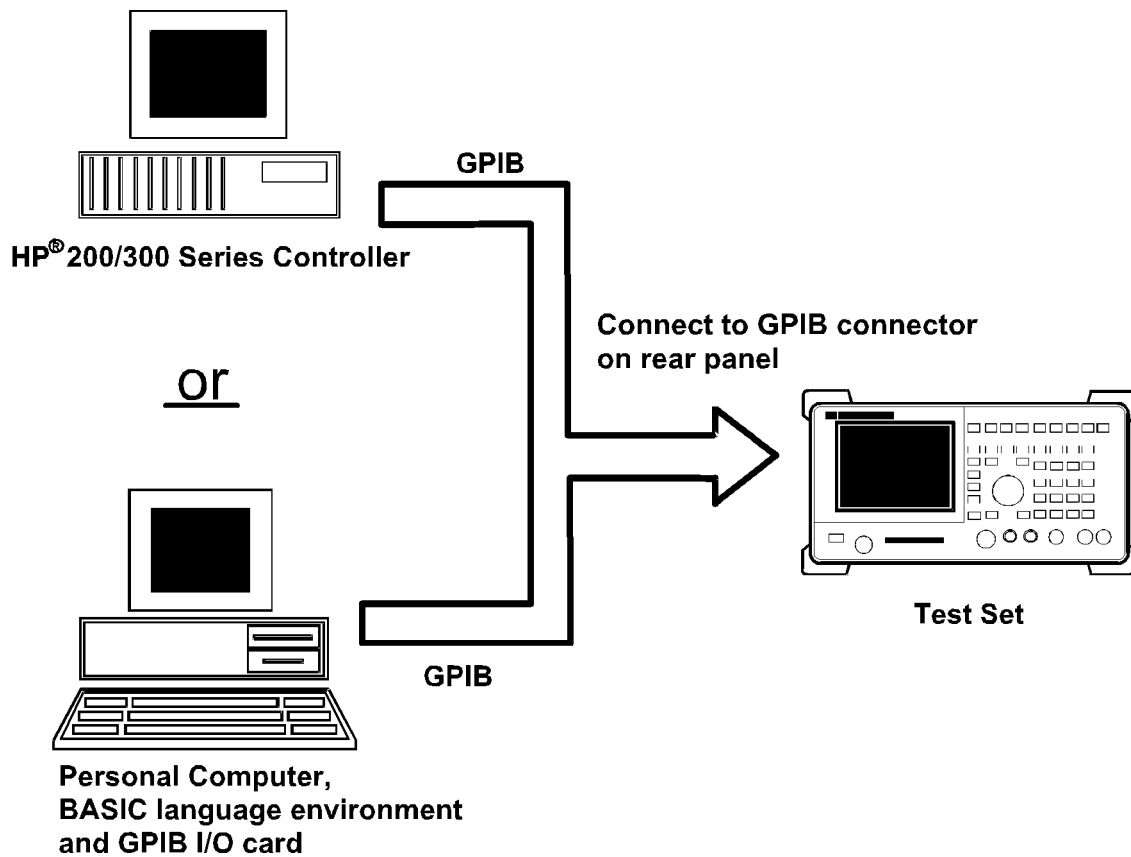 GPIB
HP® 200/300 Series Controller
Connect to GPIB connector
on rear panel
or
Test Set
GPIB
Personal Computer,
BASIC language environment
and GPIB I/O card